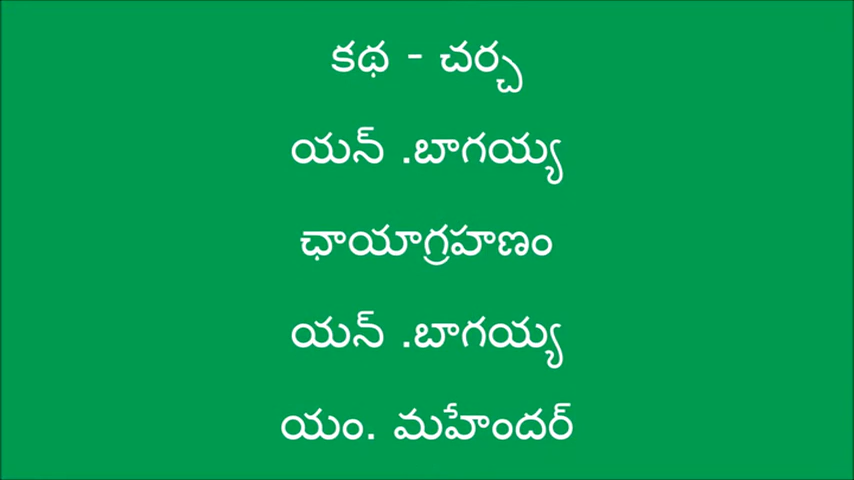 కథ - చర్చ
యన్ .బాగయ్య
ఛాయాగ్రహణం
యన్ .బాగయ్య
యం. మహేందర్